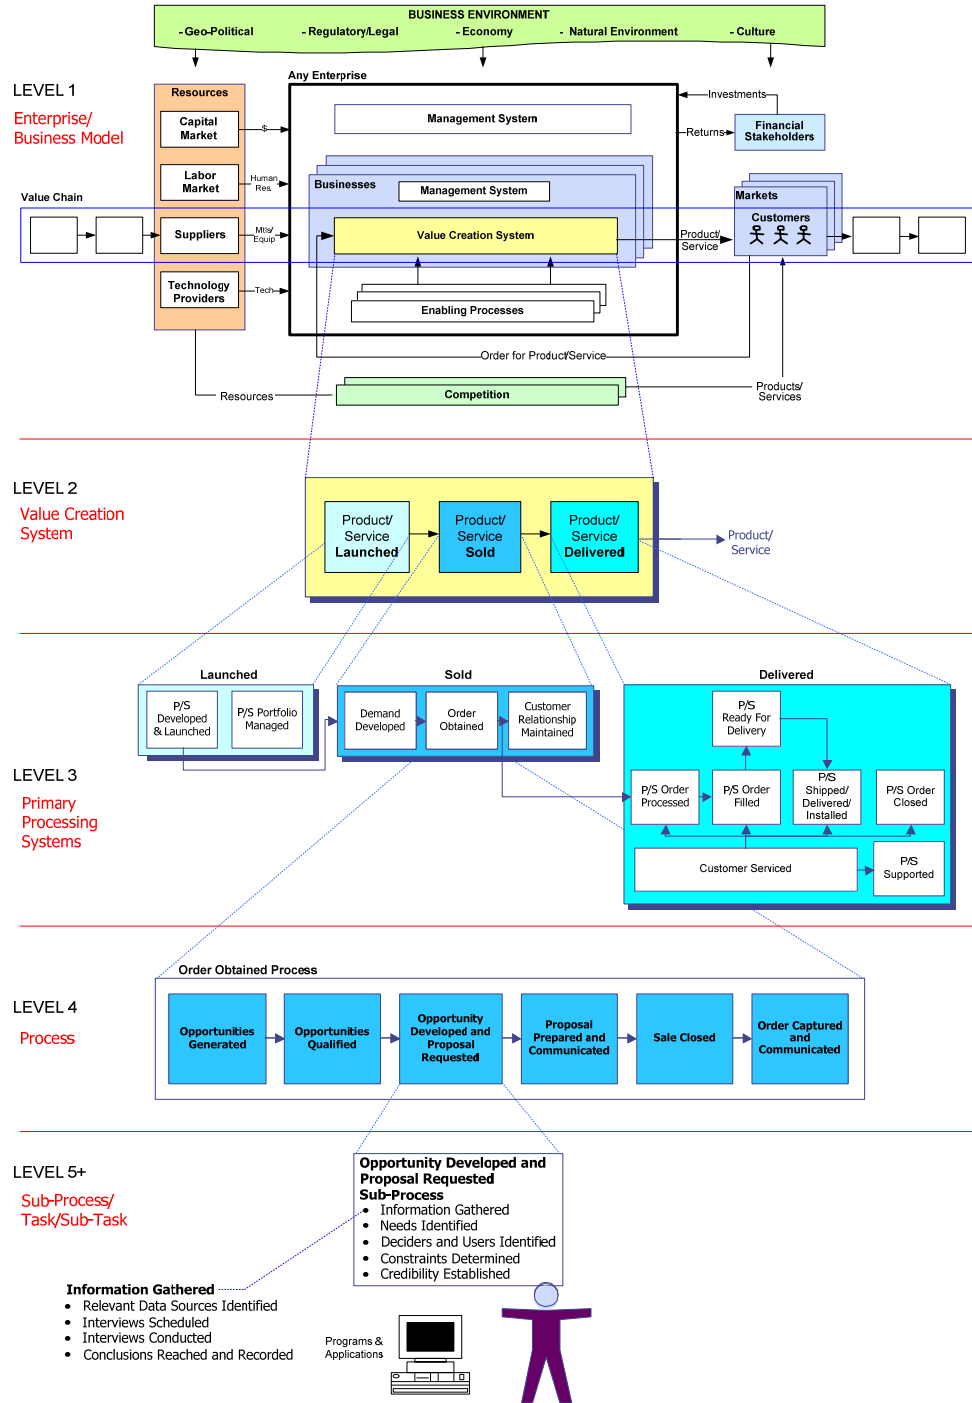 BUSINESS ENVIRONMENT
- Geo-Political - Regulatory/Legal - Economy - Natural Environment - Culture
LEVEL 1
Enterprise/
Business Model
Any Enterprise
Resources
Capital
Market
$
Labor
Market
Human
Res.
Suppliers
Mtls/
Equip
Technology
Providers
Tech
Value Chain
Management System
Businesses
Management System
Value Creation System
Enabling Processes
Investments
Returns
Financial
Stakeholders
Markets
Customers
Product/
Service
Order for Product/Service
Resources
Competition
Products/
Services
LEVEL 2
Value Creation
System
Product/
Service
Launched
Product/
Service
Sold
Product/
Service
Delivered
Product/
Service
LEVEL 3
Primary
Processing
Systems
Launched
P/S
Developed
& Launched
P/S Portfolio
Managed
Sold
Demand
Developed
Order
Obtained
Customer
Relationship
Maintained
Delivered
P/S
Ready For
Delivery
P/S Order
Processed
P/S Order
Filled
P/S
Shipped/
Delivered/
Installed
P/S Order
Closed
Customer Serviced
P/S
Supported
LEVEL 4
Process
Order Obtained Process
Opportunities
Generated
Opportunities
Qualified
Opportunity
Developed and
Proposal
Requested
Proposal
Prepared and
Communicated
Sale Closed
Order Captured
and
Communicated
LEVEL 5+
Sub-Process/
Task/Sub-Task
Opportunity Developed and
Proposal Requested
Sub-Process
• Information Gathered
• Needs Identified
• Deciders and Users Identified
• Constraints Determined
• Credibility Established
Information Gathered
• Relevant Data Sources Identified
• Interviews Scheduled
• Interviews Conducted
• Conclusions Reached and Recorded
Programs &
Applications